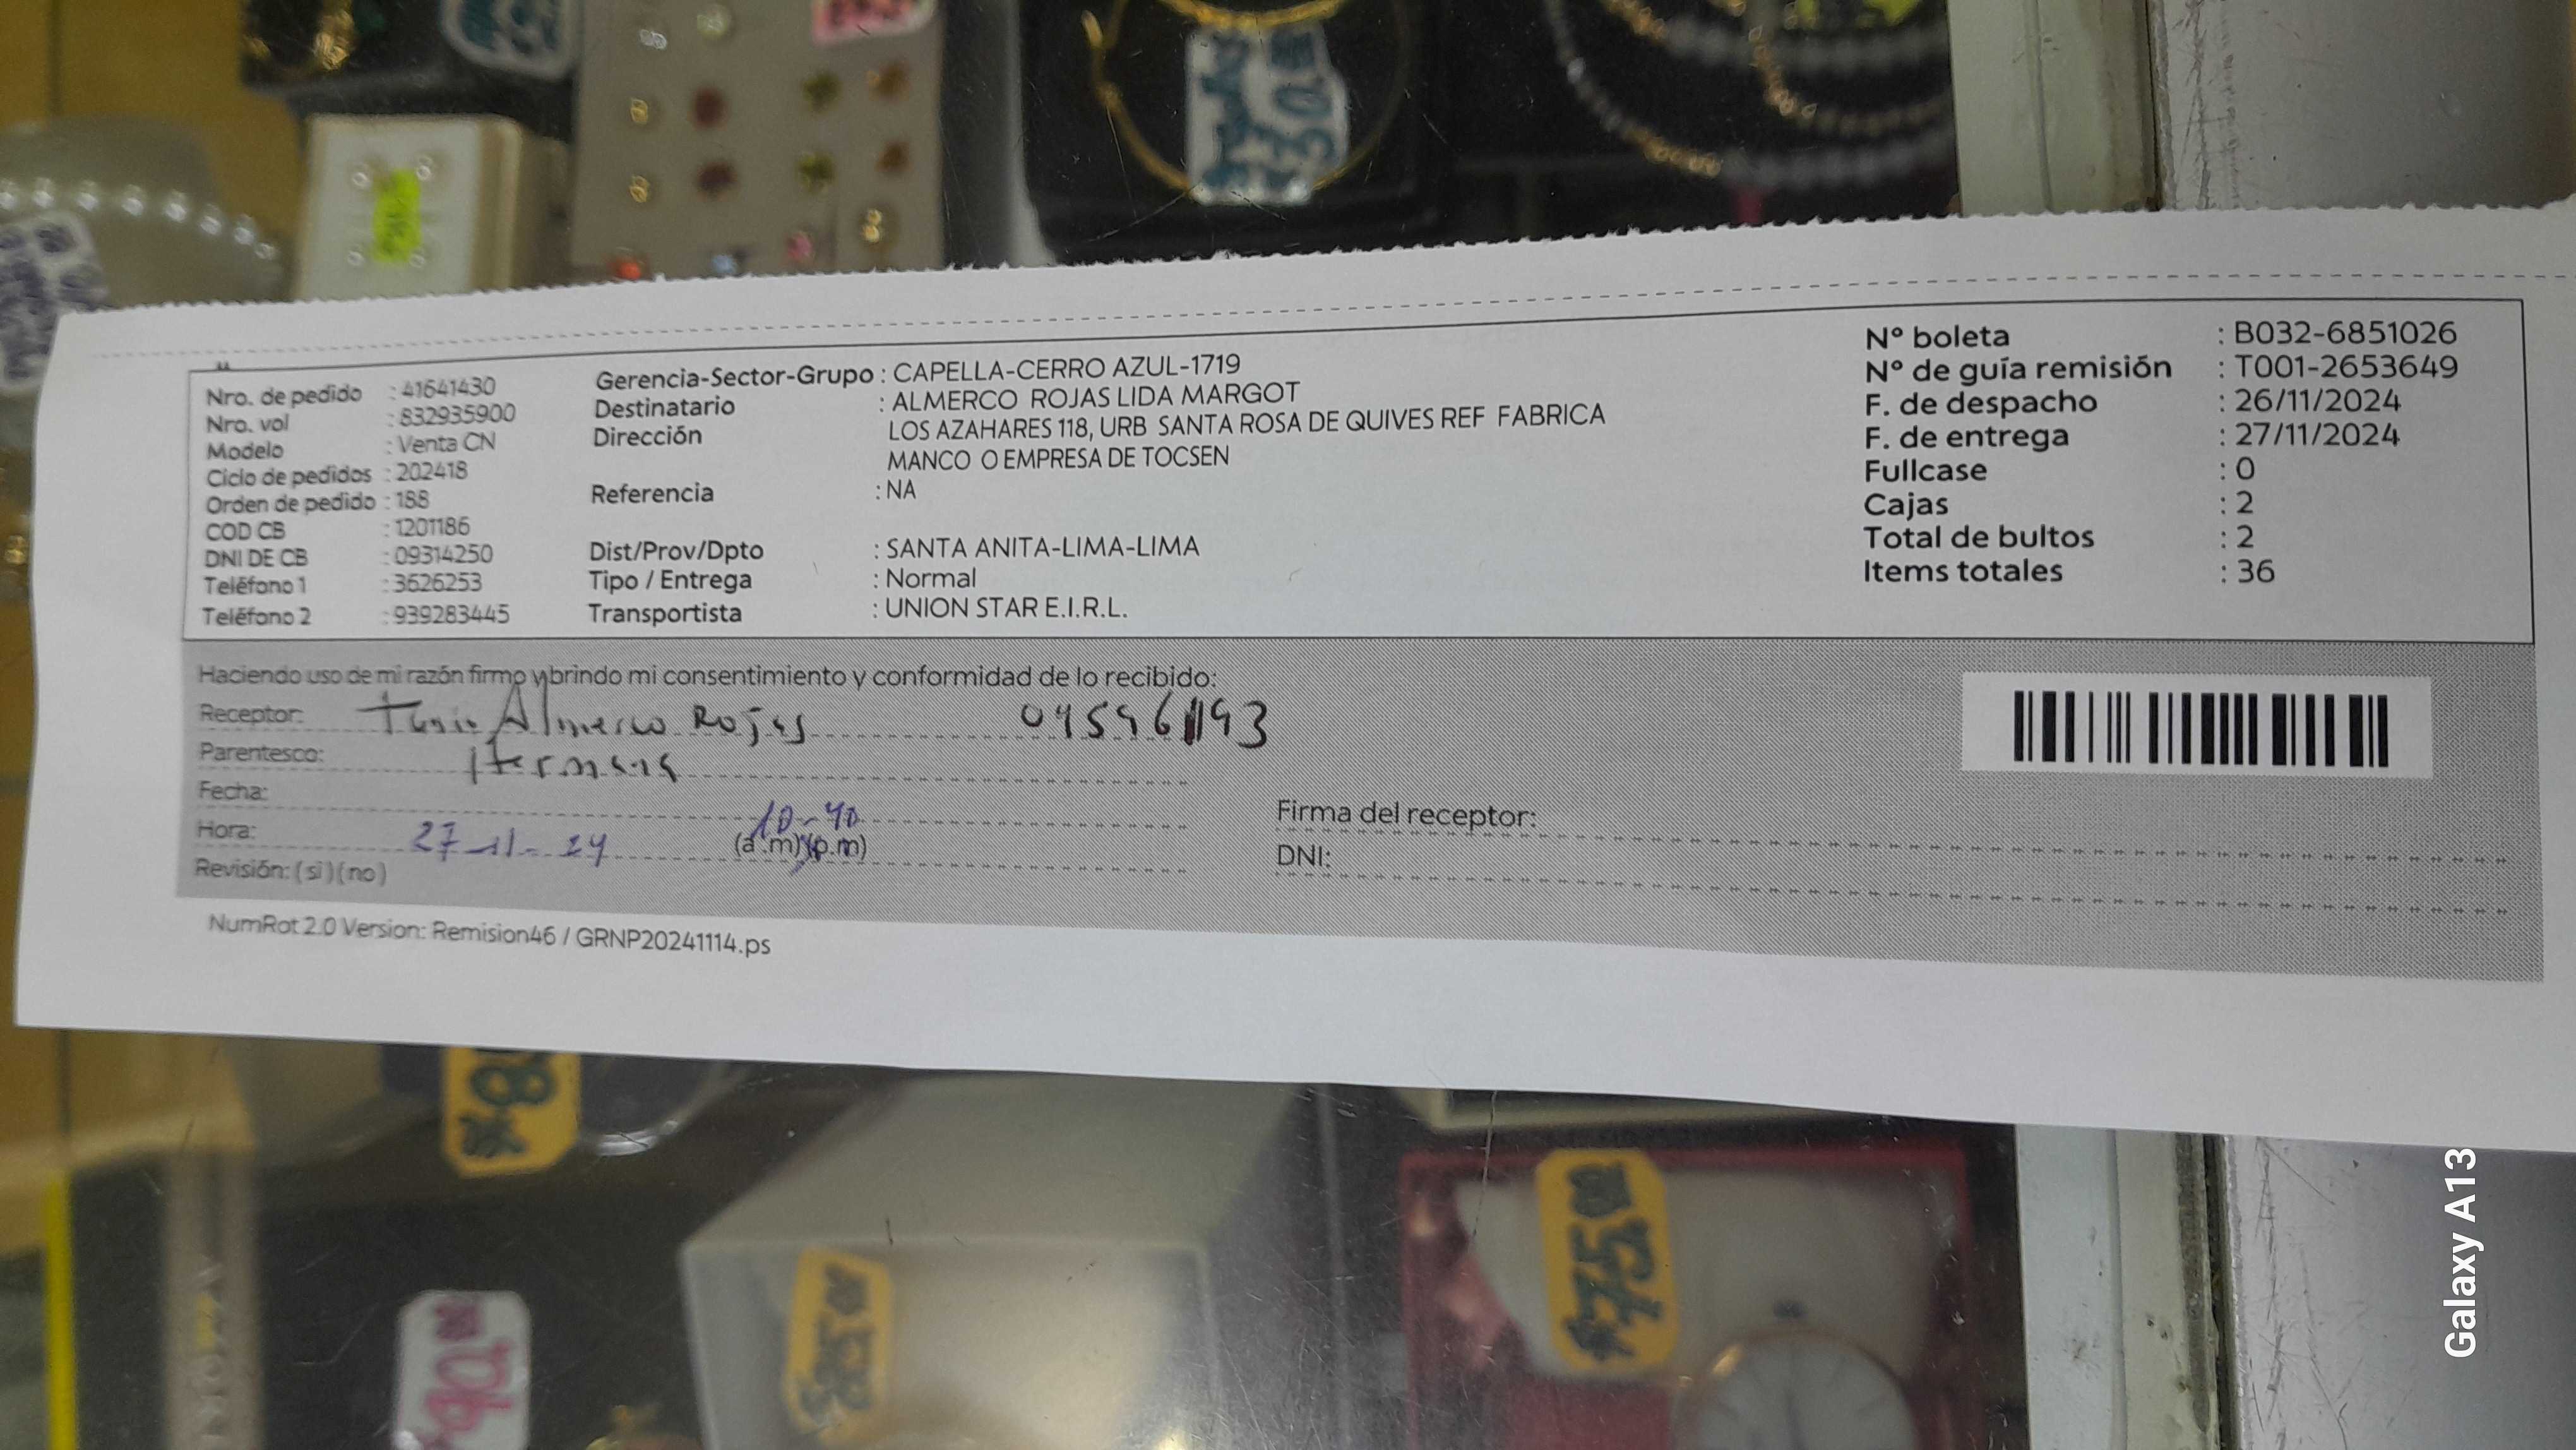 Nro. de pedido : 41641430
Nro. vol : 832935900
Modelo : Venta CN
Ciclo de pedidos : 202418
Orden de pedido : 188
COD CB : 1201186
DNI DE CB : 09314250
Teléfono 1 : 3626253
Teléfono 2 : 939283445
Gerencia-Sector-Grupo : CAPELLA-CERRO AZUL-1719
Destinatario : ALMERCO ROJAS LIDA MARGOT
Dirección LOS AZAHARES 118, URB SANTA ROSA DE QUIVES REF FABRICA
MANCO O EMPRESA DE TOCSEN
Referencia : NA
Dist/Prov/Dpto : SANTA ANITA-LIMA-LIMA
Tipo / Entrega : Normal
Transportista : UNION STAR E.I.R.L.
Nº boleta : B032-6851026
Nº de guía remisión : T001-2653649
F. de despacho : 26/11/2024
F. de entrega : 27/11/2024
Fullcase : 0
Cajas : 2
Total de bultos : 2
Items totales : 36
Haciendo uso de mi razón firmo y brindo mi consentimiento y conformidad de lo recibido:
Receptor: Almerco Rojas
Parentesco:
Fecha:
Hora: 27-11-24 10-40 (a.m)(p.m)
Revisión: (si)(no)
Firma del receptor:
DNI:
NumRot 2.0 Version: Remision46 / GRNP20241114.ps
Galaxy A13